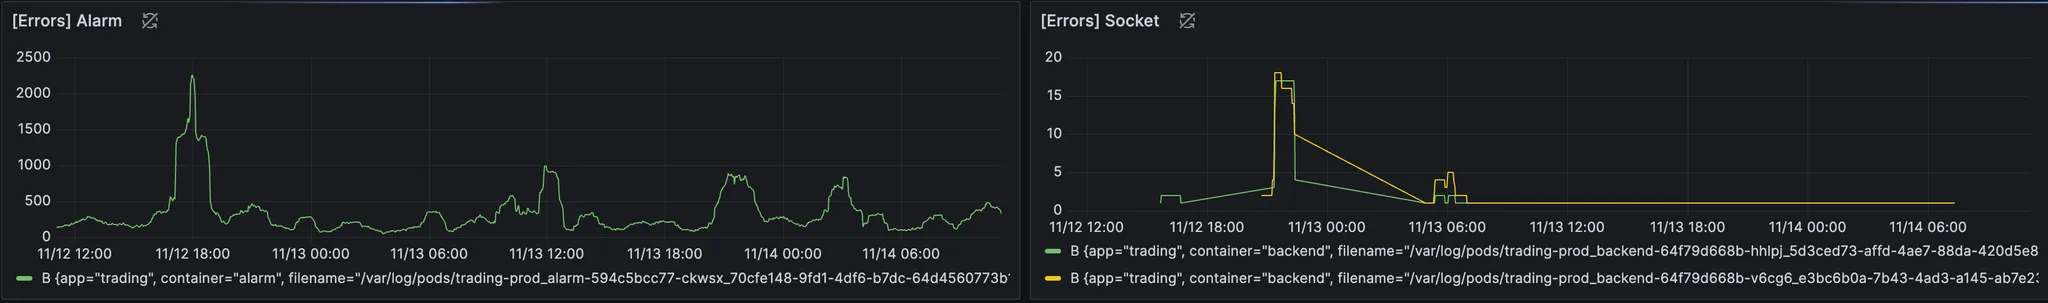 [Errors] Alarm
2500
2000
1500
1000
500
0
11/12 12:00 11/12 18:00 11/13 00:00 11/13 06:00 11/13 12:00 11/13 18:00 11/14 00:00 11/14 06:00
B {app="trading", container="alarm", filename="/var/log/pods/trading-prod_alarm-594c5bcc77-ckwsx_70cfe148-9fd1-4df6-b7dc-64d4560773b
[Errors] Socket
20
15
10
5
0
11/12 12:00 11/12 18:00 11/13 00:00 11/13 06:00 11/13 12:00 11/13 18:00 11/14 00:00 11/14 06:00
B {app="trading", container="backend", filename="/var/log/pods/trading-prod_backend-64f79d668b-hhlpj_5d3ced73-affd-4ae7-88da-420d5e8
B {app="trading", container="backend", filename="/var/log/pods/trading-prod_backend-64f79d668b-v6cg6_e3bc6b0a-7b43-4ad3-a145-ab7e23